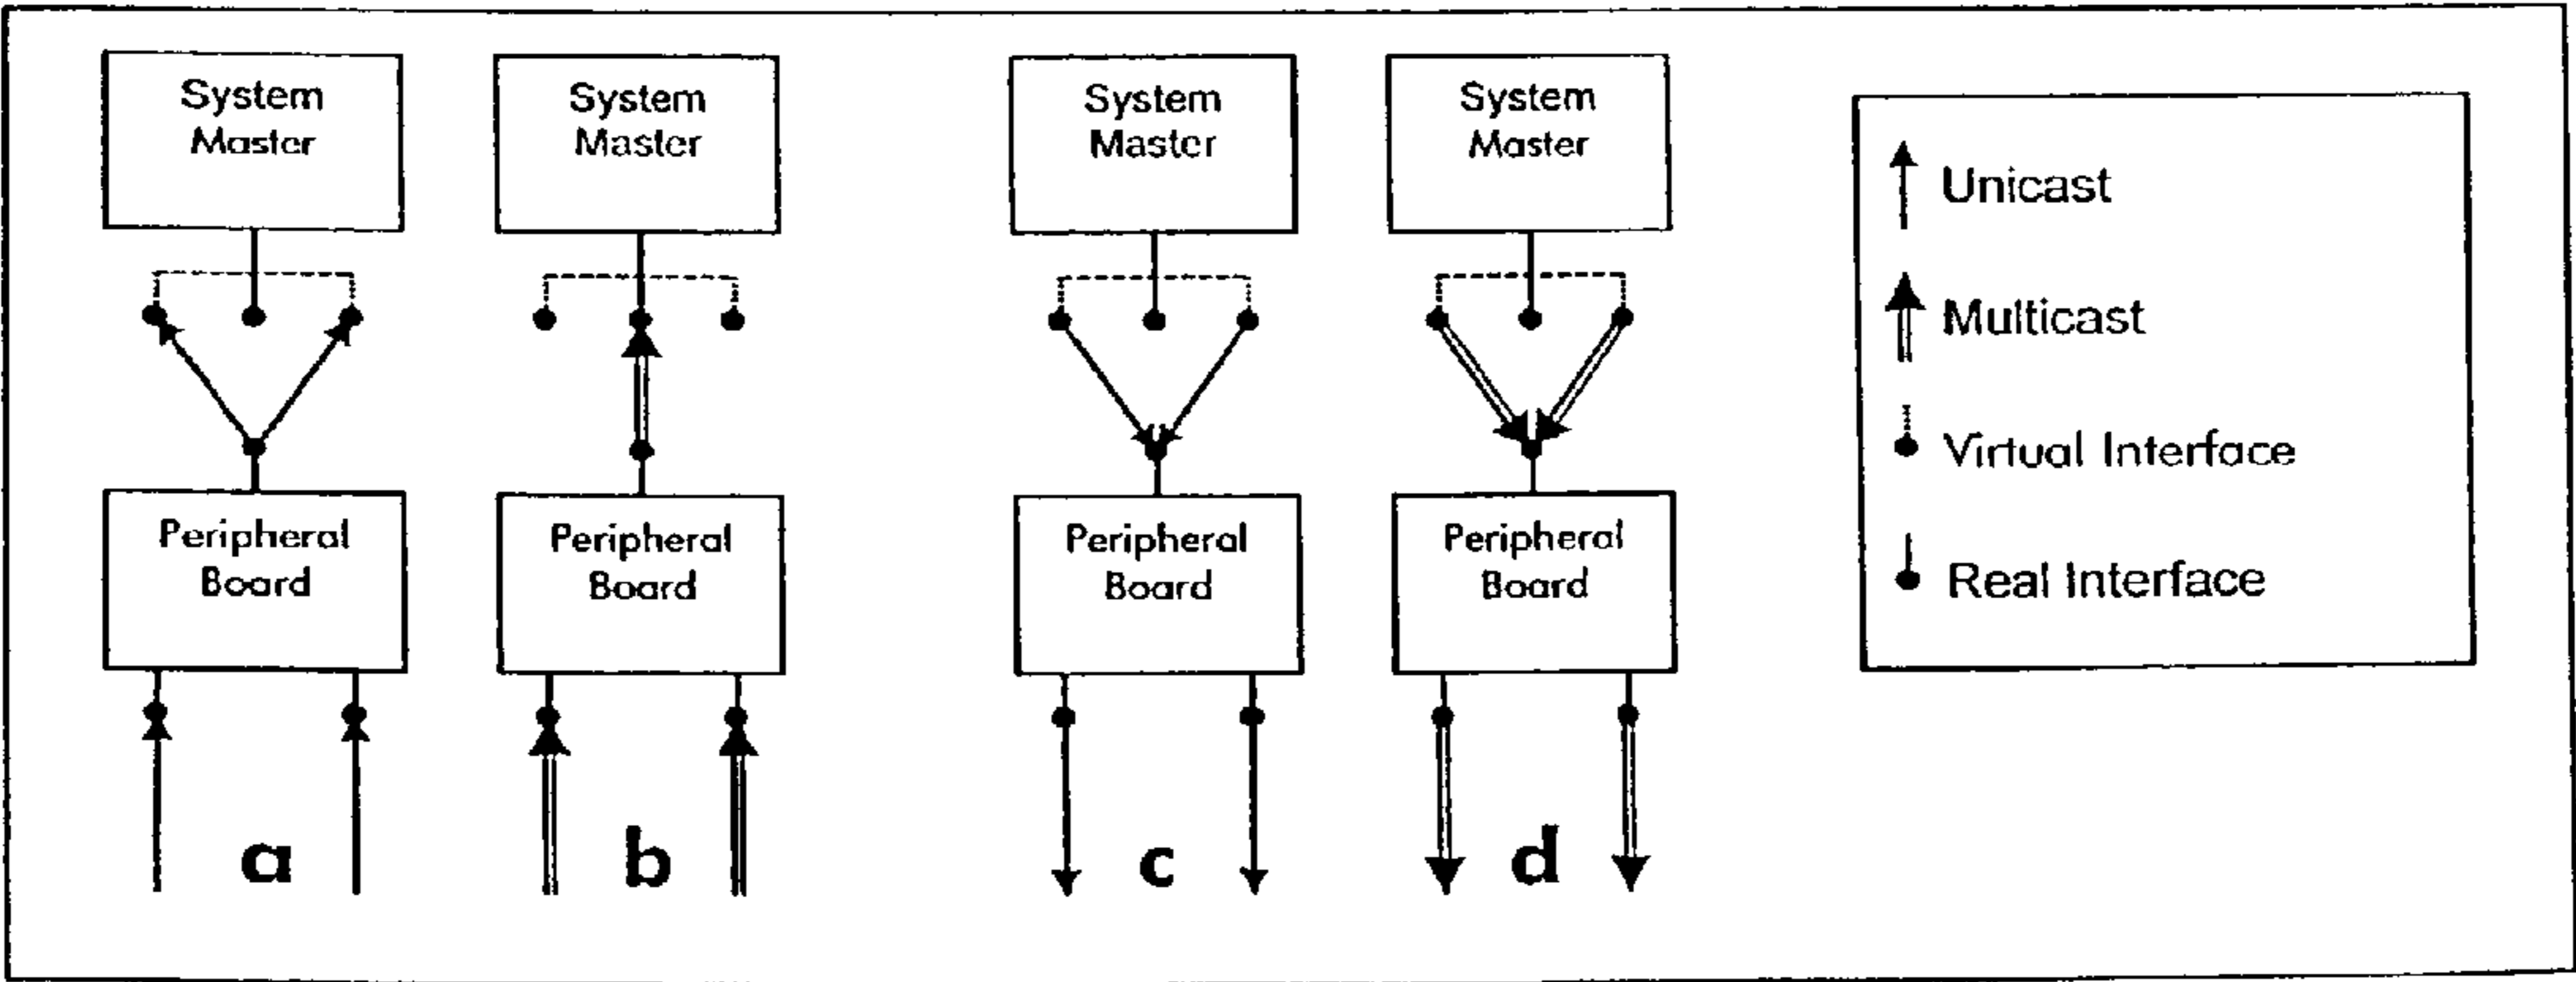 System
Master
System
Master
System
Master
System
Master
Unicast
Multicast
Virtual Interface
Real Interface
Peripheral
Board
Peripheral
Board
Peripheral
Board
Peripheral
Board
a
b
c
d